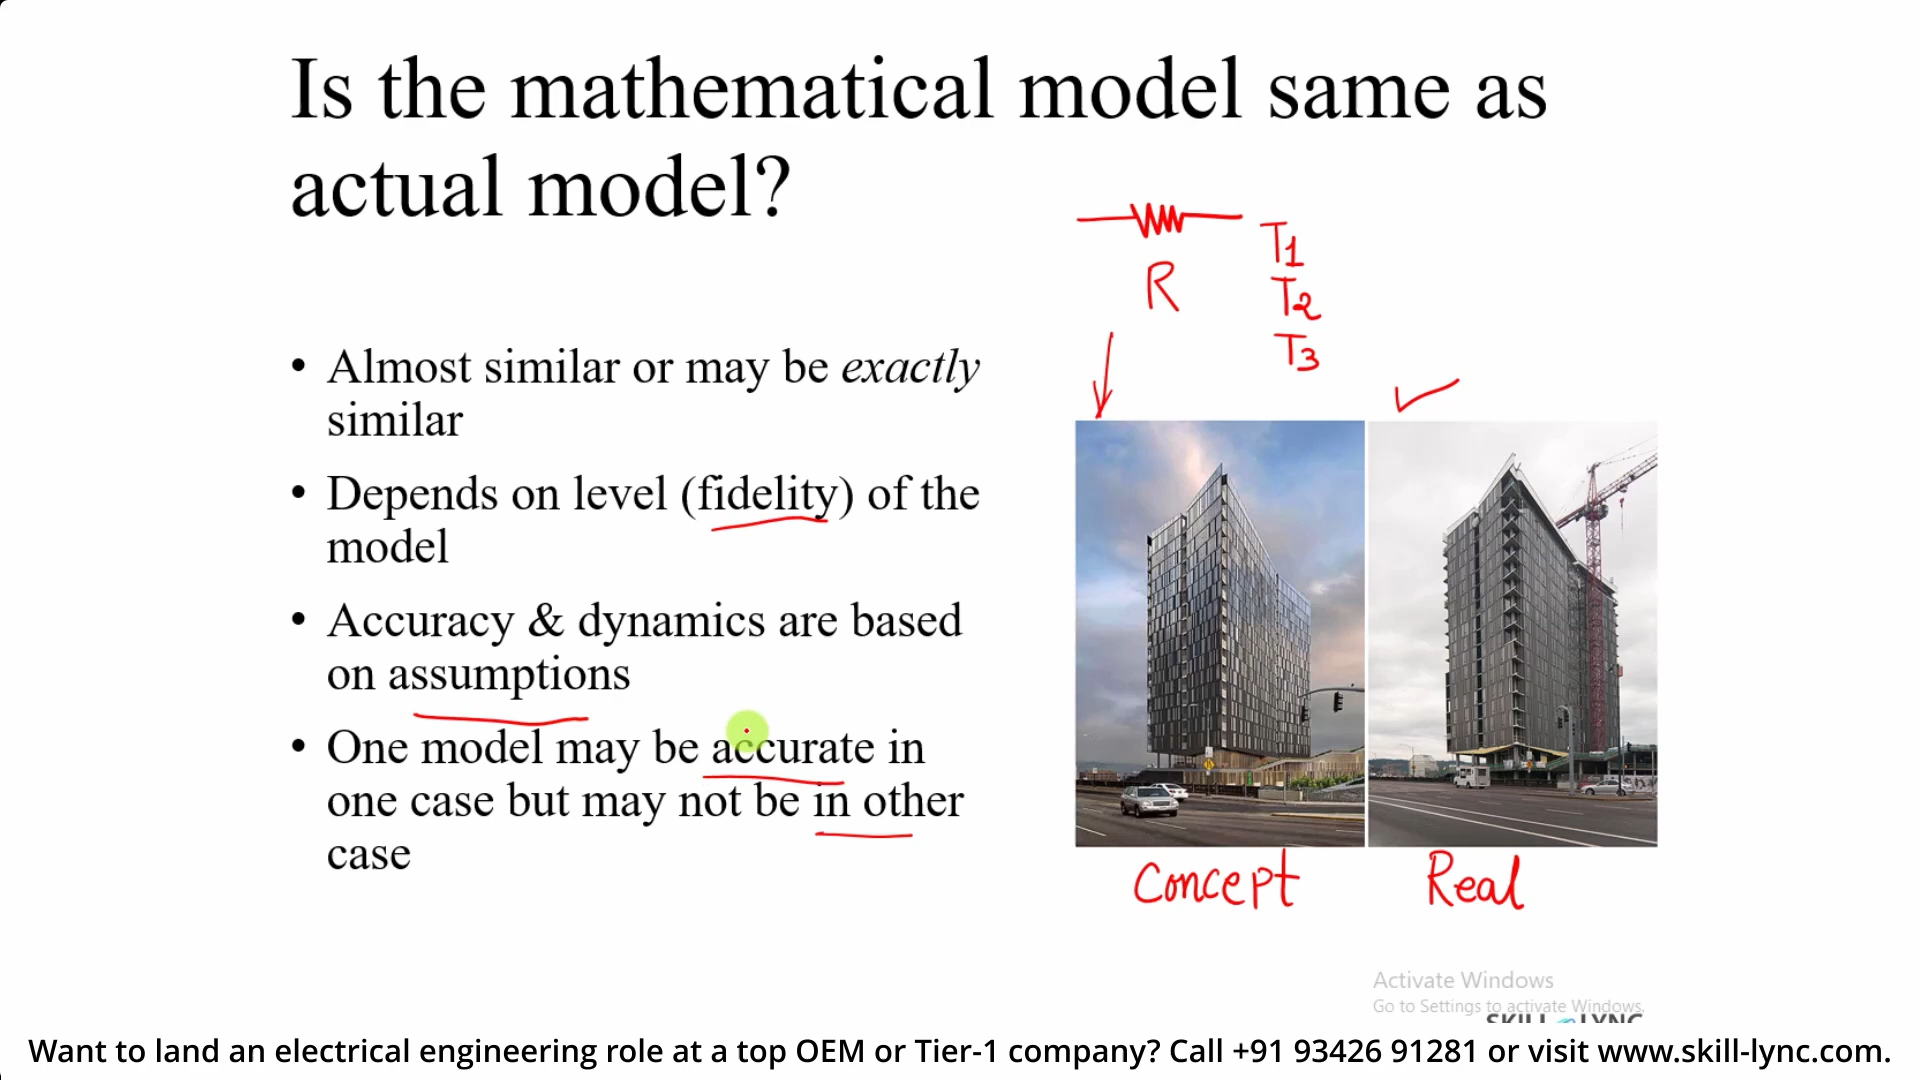 Is the mathematical model same as
actual model?
R
T1
T2
T3
• Almost similar or may be exactly
similar
• Depends on level (fidelity) of the
model
• Accuracy & dynamics are based
on assumptions
• One model may be accurate in
one case but may not be in other
case
Concept
Real
Activate Windows
Go to Settings to activate Windows.
SKILL LYNC
Want to land an electrical engineering role at a top OEM or Tier-1 company? Call +91 93426 91281 or visit www.skill-lync.com.